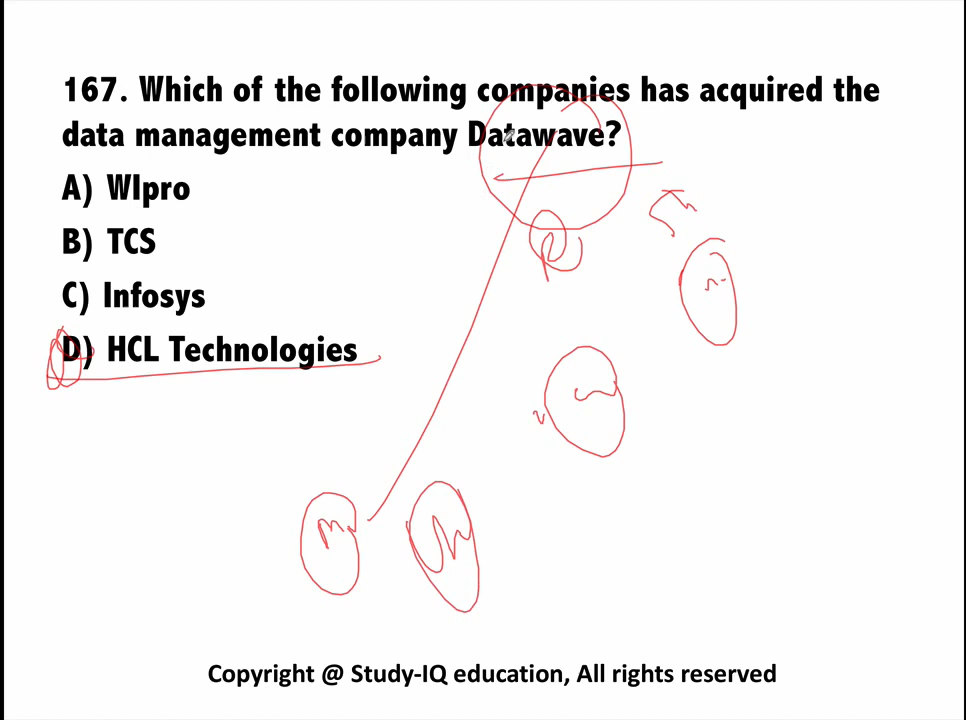 167. Which of the following companies has acquired the
data management company Datawave?
A) WIpro
B) TCS
C) Infosys
D) HCL Technologies
Copyright @ Study-IQ education, All rights reserved